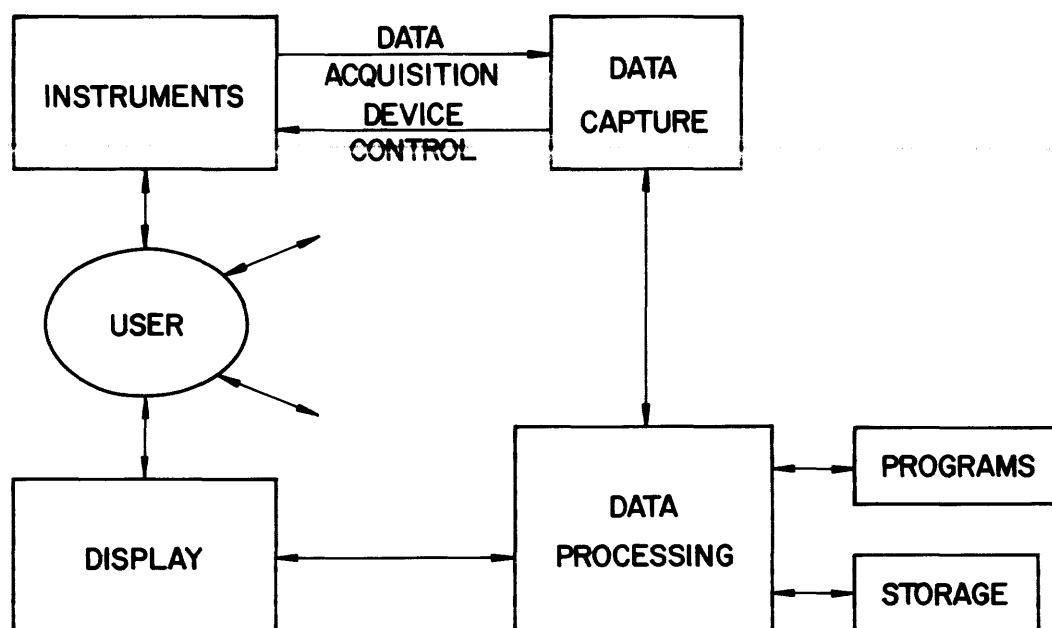 INSTRUMENTS
DATA
ACQUISITION
DEVICE
CONTROL
DATA
CAPTURE
USER
DISPLAY
DATA
PROCESSING
PROGRAMS
STORAGE